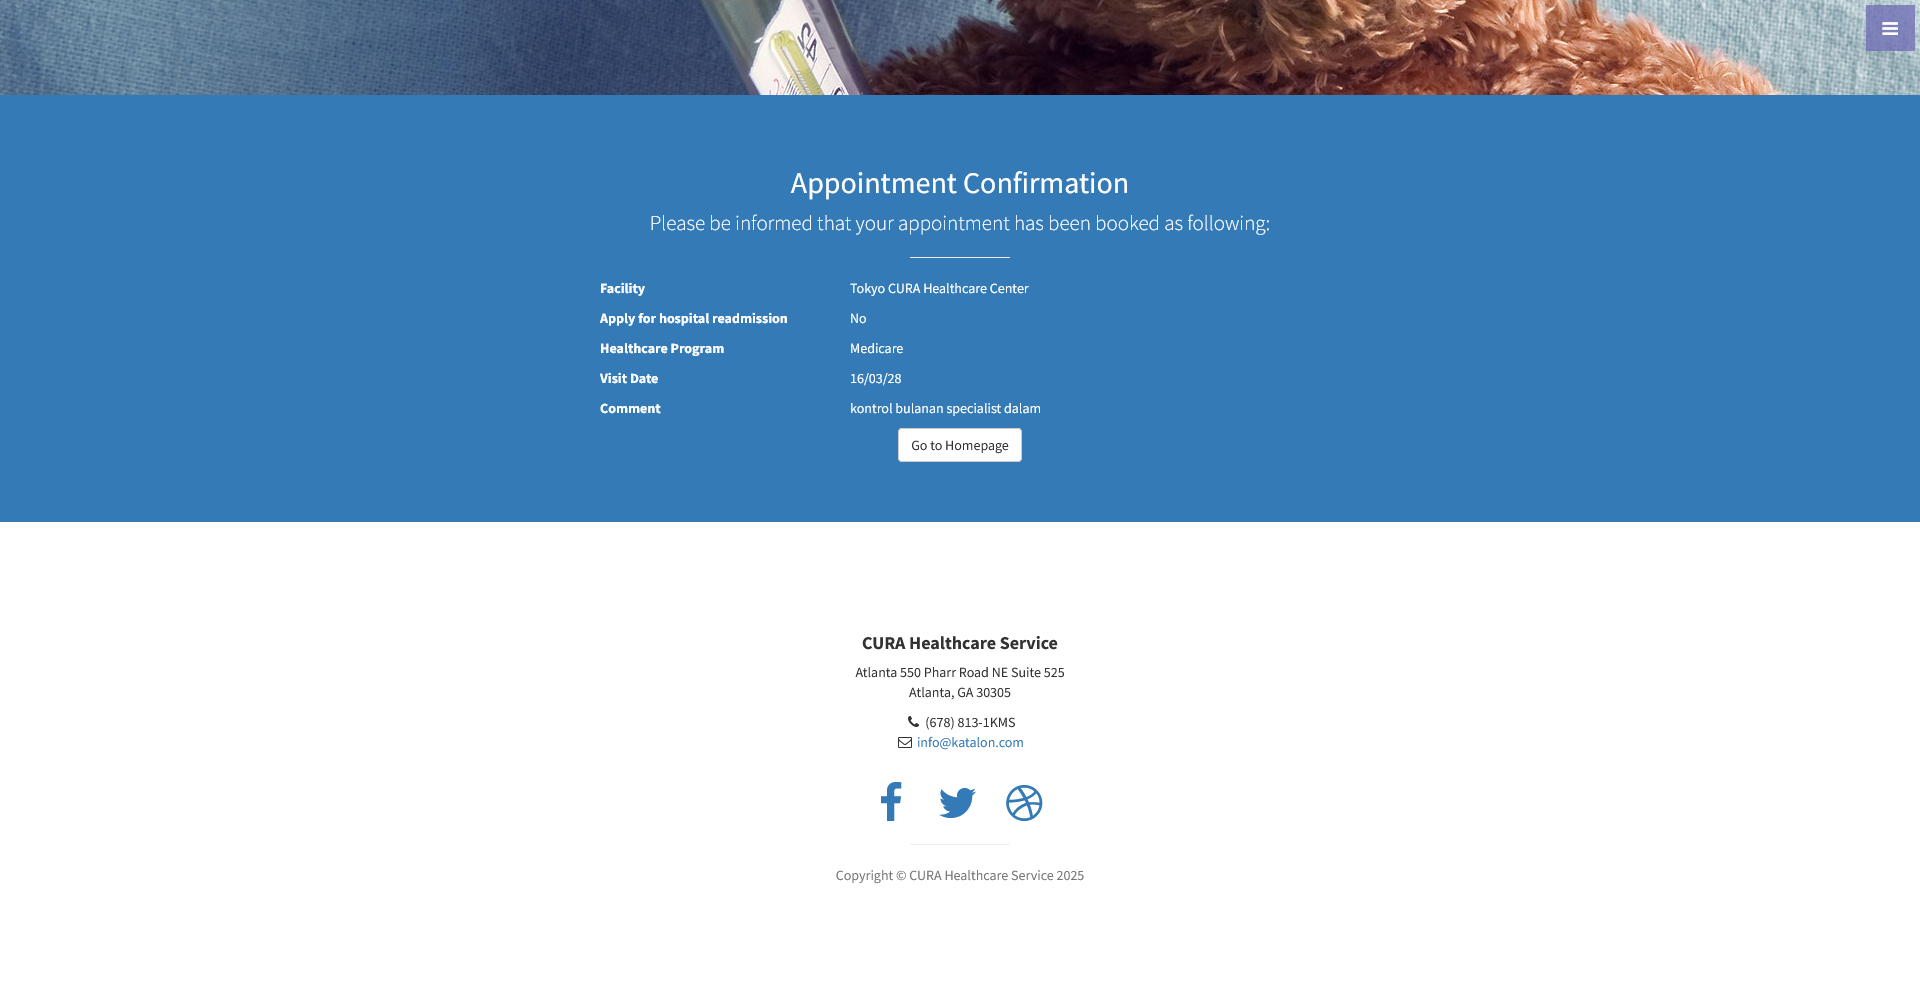 Appointment Confirmation
Please be informed that your appointment has been booked as following:
Facility Tokyo CURA Healthcare Center
Apply for hospital readmission No
Healthcare Program Medicare
Visit Date 16/03/28
Comment kontrol bulanan specialist dalam
Go to Homepage
CURA Healthcare Service
Atlanta 550 Pharr Road NE Suite 525
Atlanta, GA 30305
(678) 813-1KMS
info@katalon.com
Copyright © CURA Healthcare Service 2025